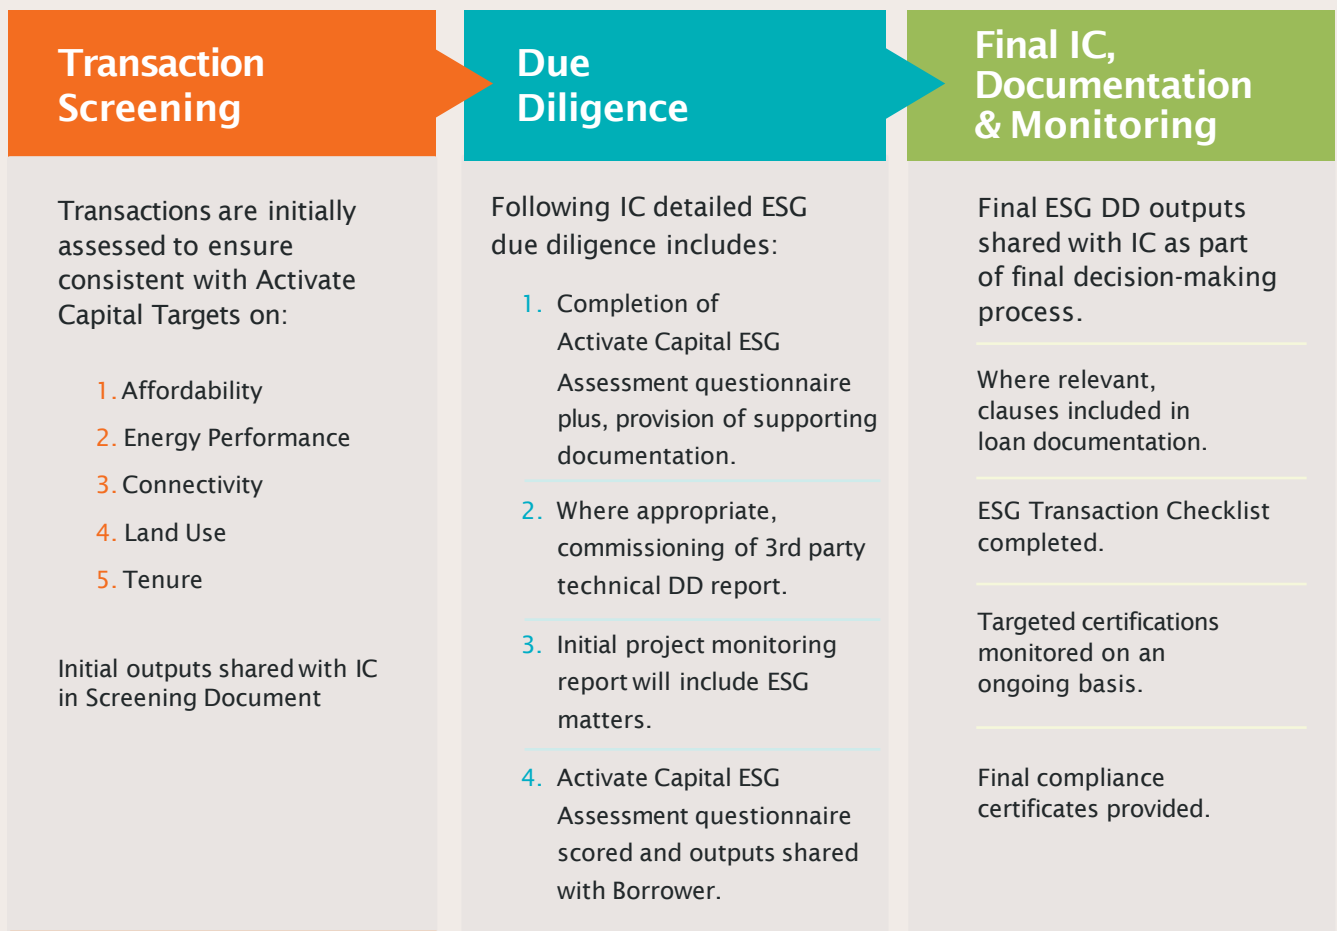 Transaction
Screening
Transactions are initially
assessed to ensure
consistent with Activate
Capital Targets on:
1. Affordability
2. Energy Performance
3. Connectivity
4. Land Use
5. Tenure
Initial outputs shared with IC
in Screening Document
Due
Diligence
Following IC detailed ESG
due diligence includes:
1. Completion of
Activate Capital ESG
Assessment questionnaire
plus, provision of supporting
documentation.
2. Where appropriate,
commissioning of 3rd party
technical DD report.
3. Initial project monitoring
report will include ESG
matters.
4. Activate Capital ESG
Assessment questionnaire
scored and outputs shared
with Borrower.
Final IC,
Documentation
& Monitoring
Final ESG DD outputs
shared with IC as part
of final decision-making
process.
Where relevant,
clauses included in
loan documentation.
ESG Transaction Checklist
completed.
Targeted certifications
monitored on an
ongoing basis.
Final compliance
certificates provided.